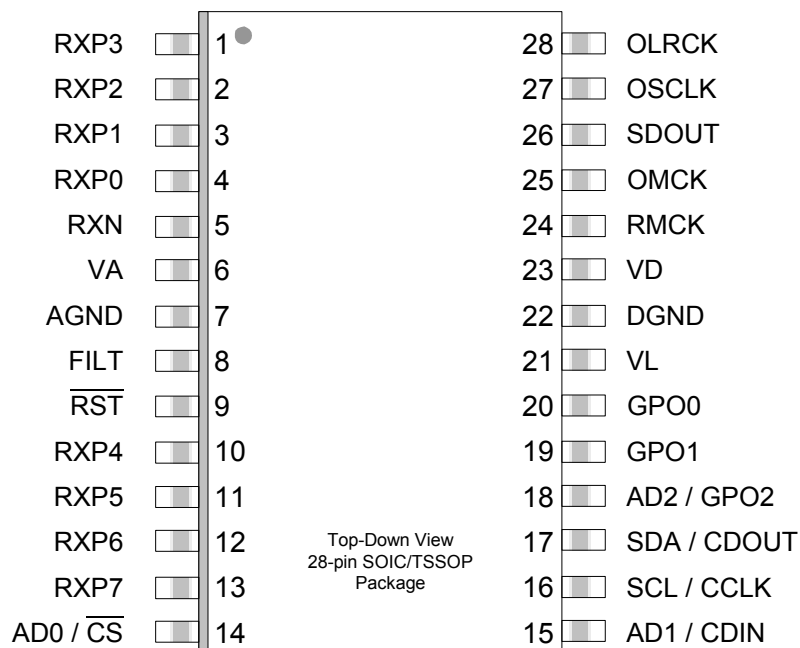 RXP3 1 28 OLRCK
RXP2 2 27 OSCLK
RXP1 3 26 SDOUT
RXP0 4 25 OMCK
RXN 5 24 RMCK
VA 6 23 VD
AGND 7 22 DGND
FILT 8 21 VL
RST 9 20 GPO0
RXP4 10 19 GPO1
RXP5 11 18 AD2 / GPO2
RXP6 12 Top-Down View 17 SDA / CDOUT
28-pin SOIC/TSSOP
RXP7 13 Package 16 SCL / CCLK
AD0 / CS 14 15 AD1 / CDIN